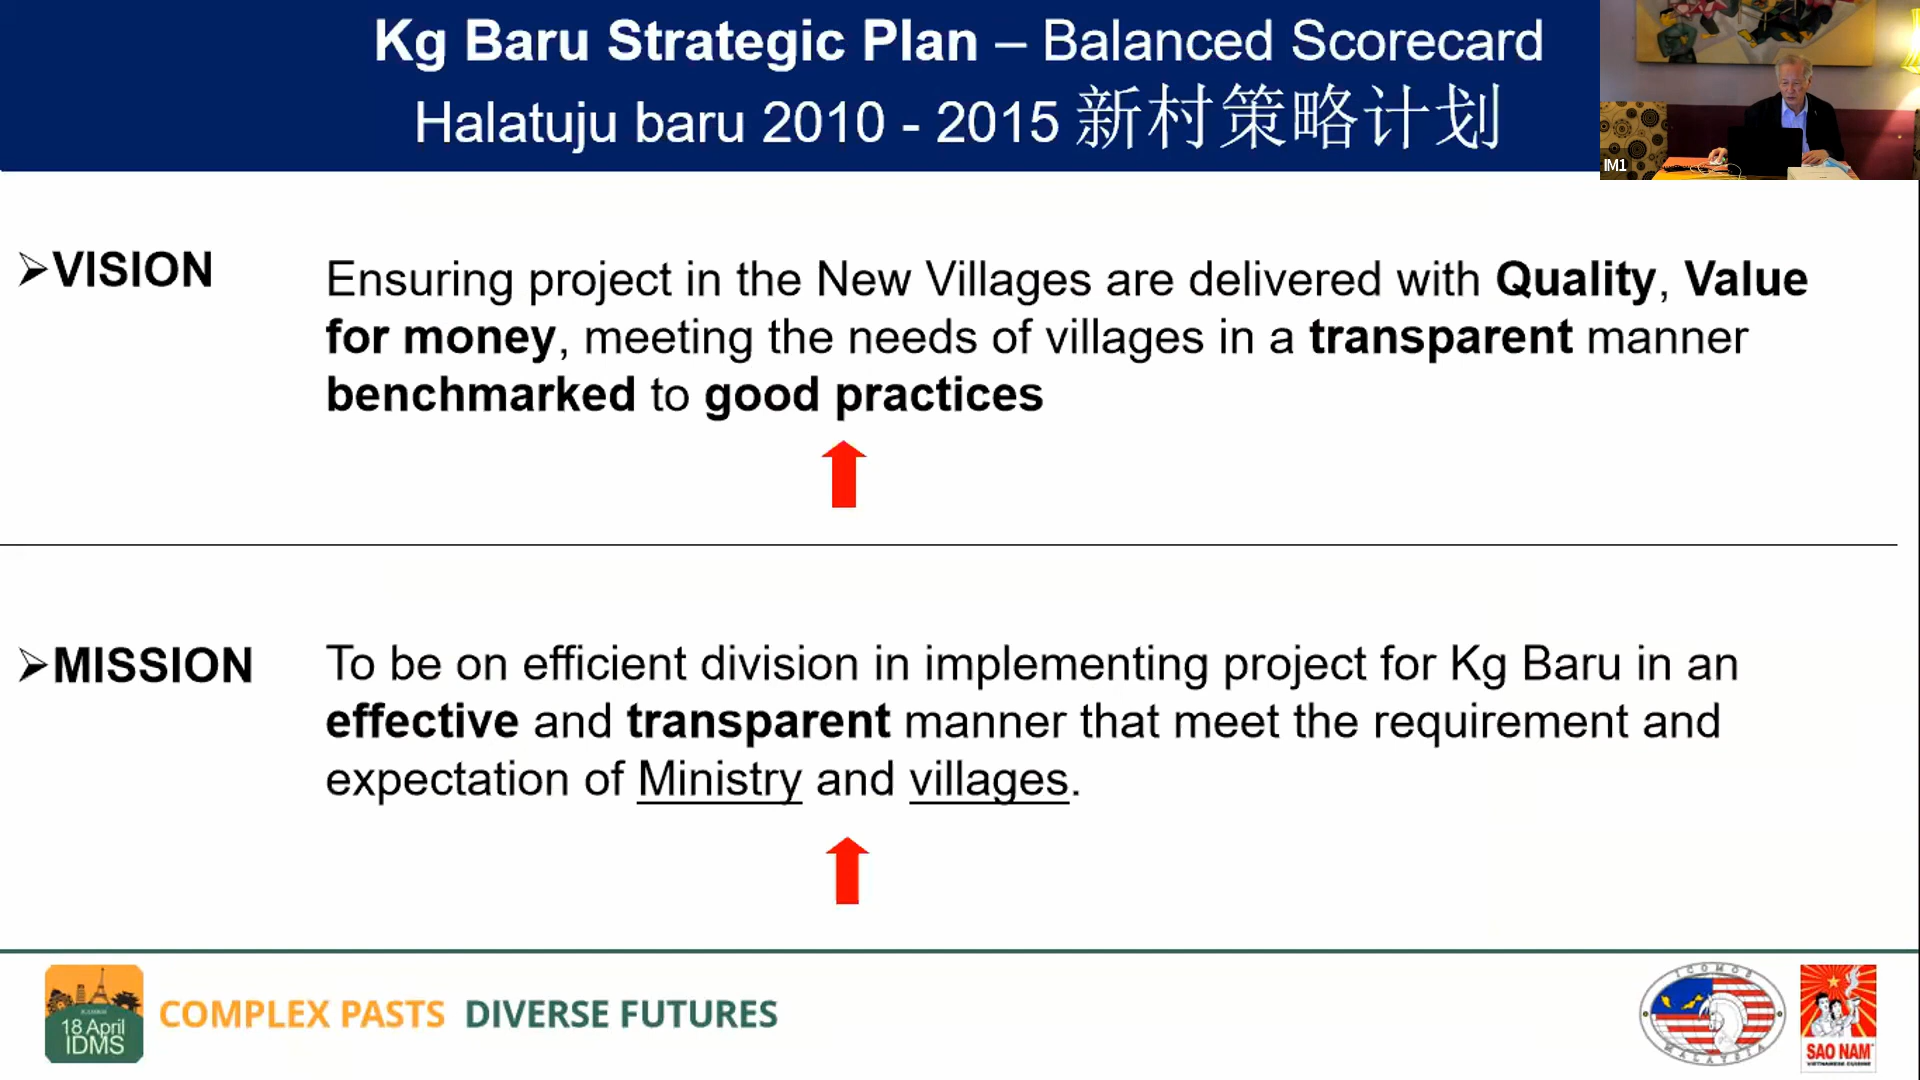 Kg Baru Strategic Plan – Balanced Scorecard
Halatuju baru 2010 - 2015 新村策略计划
IM1
➢VISION
Ensuring project in the New Villages are delivered with Quality, Value
for money, meeting the needs of villages in a transparent manner
benchmarked to good practices
➢MISSION
To be on efficient division in implementing project for Kg Baru in an
effective and transparent manner that meet the requirement and
expectation of Ministry and villages.
18 April
IDMS
COMPLEX PASTS DIVERSE FUTURES
ICOMOS
MALAYSIA
SAO NAM
VIETNAMESE CUISINE